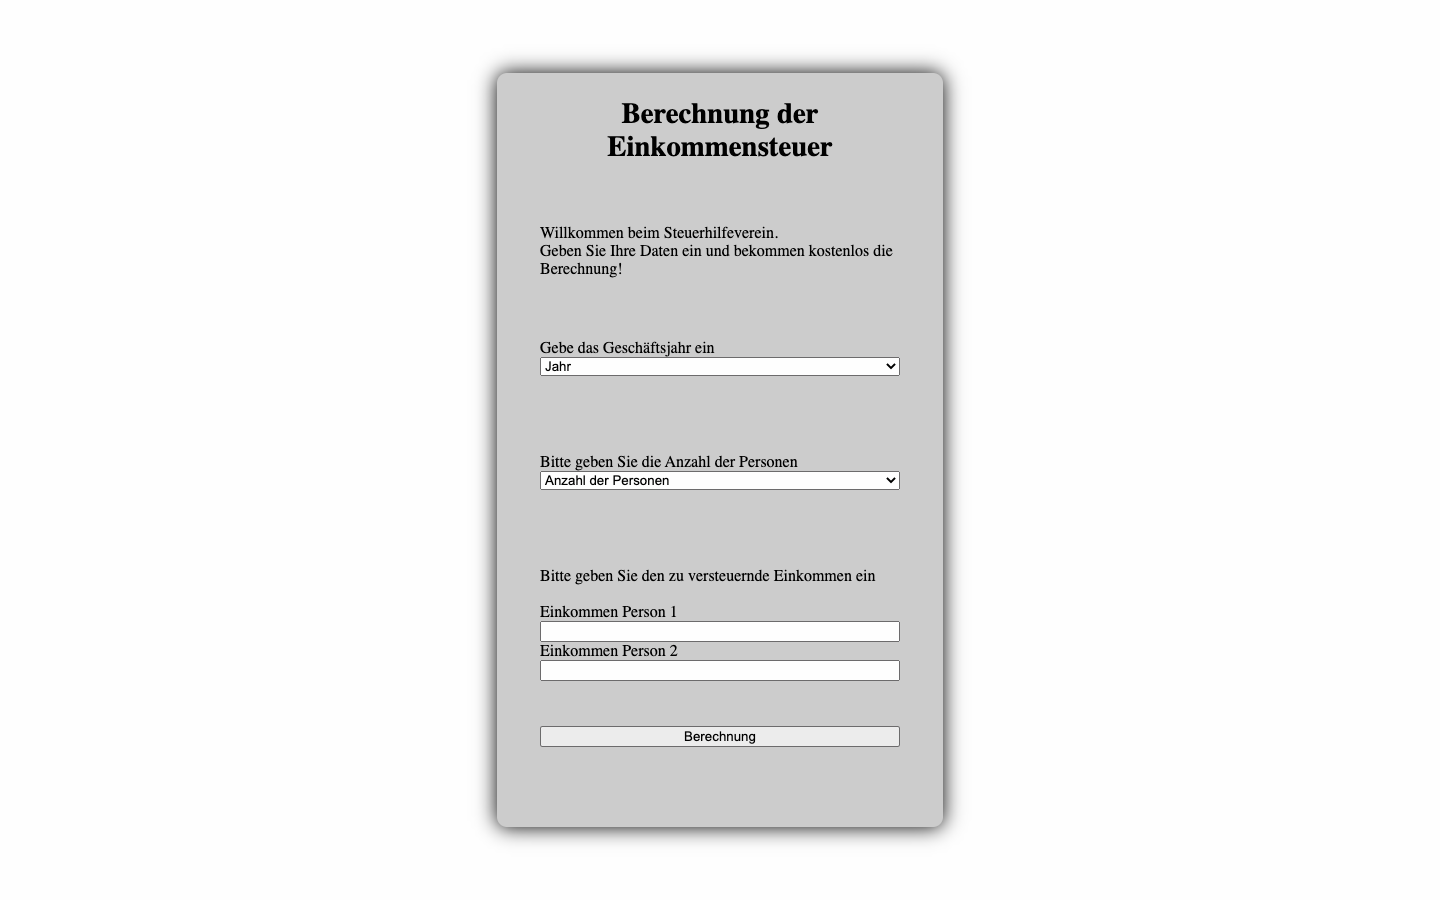 Berechnung der
Einkommensteuer
Willkommen beim Steuerhilfeverein.
Geben Sie Ihre Daten ein und bekommen kostenlos die
Berechnung!
Gebe das Geschäftsjahr ein
Jahr
Bitte geben Sie die Anzahl der Personen
Anzahl der Personen
Bitte geben Sie den zu versteuernde Einkommen ein
Einkommen Person 1
Einkommen Person 2
Berechnung